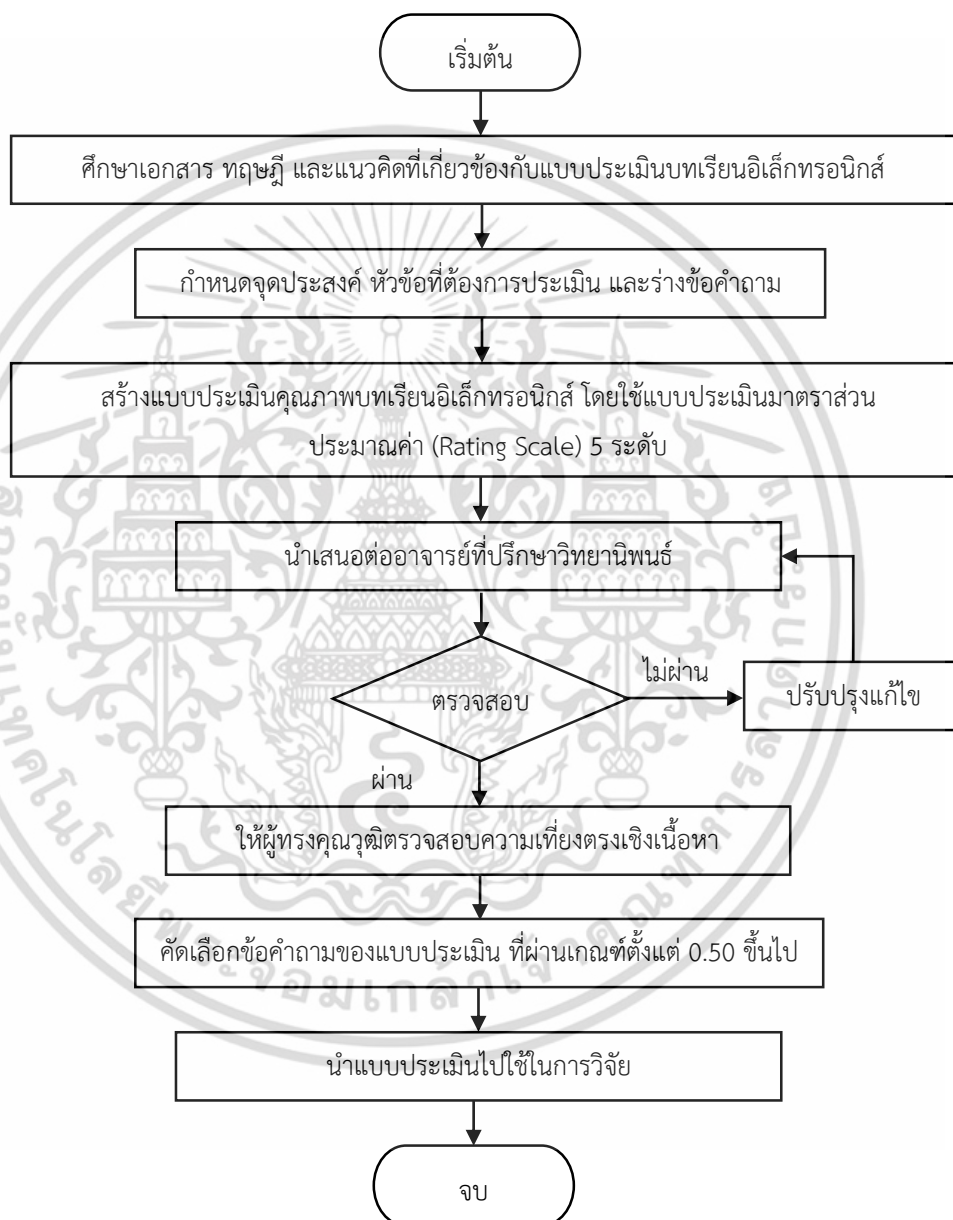 เริ่มต้น
ศึกษาเอกสาร ทฤษฎี และแนวคิดที่เกี่ยวข้องกับแบบประเมินบทเรียนอิเล็กทรอนิกส์
กำหนดจุดประสงค์ หัวข้อที่ต้องการประเมิน และร่างข้อคำถาม
สร้างแบบประเมินคุณภาพบทเรียนอิเล็กทรอนิกส์ โดยใช้แบบประเมินมาตราส่วน
ประมาณค่า (Rating Scale) 5 ระดับ
นำเสนอต่ออาจารย์ที่ปรึกษาวิทยานิพนธ์
ตรวจสอบ
ไม่ผ่าน
ปรับปรุงแก้ไข
ผ่าน
ให้ผู้ทรงคุณวุฒิตรวจสอบความเที่ยงตรงเชิงเนื้อหา
คัดเลือกข้อคำถามของแบบประเมิน ที่ผ่านเกณฑ์ตั้งแต่ 0.50 ขึ้นไป
นำแบบประเมินไปใช้ในการวิจัย
จบ